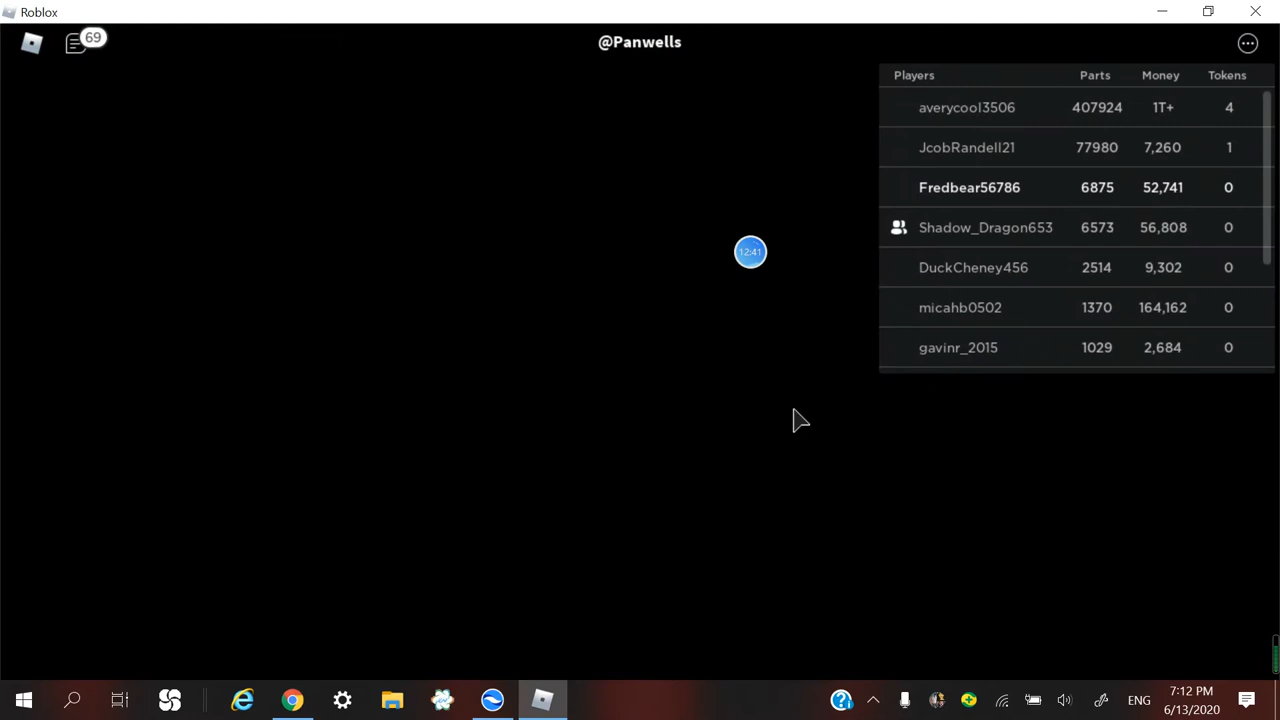 Roblox
69
@Panwells
Players Parts Money Tokens
averycool3506 407924 1T+ 4
JcobRandell21 77980 7,260 1
Fredbear56786 6875 52,741 0
Shadow_Dragon653 6573 56,808 0
DuckCheney456 2514 9,302 0
micahb0502 1370 164,162 0
gavinr_2015 1029 2,684 0
12:41
ENG
7:12 PM
6/13/2020